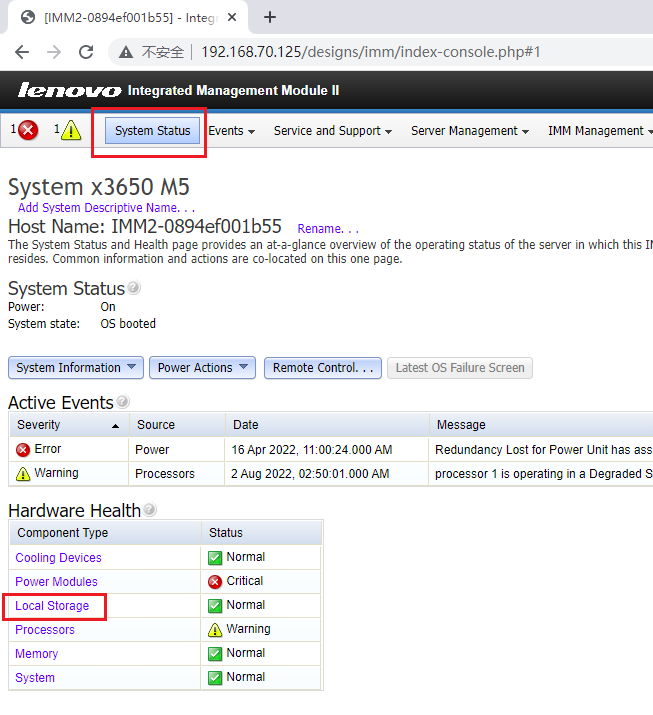 [IMM2-0894ef001b55] - Integr
不安全 192.168.70.125/designs/imm/index-console.php#1
lenovo Integrated Management Module II
1 1 System Status Events Service and Support Server Management IMM Management
System x3650 M5
Add System Descriptive Name. . .
Host Name: IMM2-0894ef001b55 Rename. . .
The System Status and Health page provides an at-a-glance overview of the operating status of the server in which this IM
resides. Common information and actions are co-located on this one page.
System Status
Power: On
System state: OS booted
System Information Power Actions Remote Control. . . Latest OS Failure Screen
Active Events
Severity Source Date Message
Error Power 16 Apr 2022, 11:00:24.000 AM Redundancy Lost for Power Unit has ass
Warning Processors 2 Aug 2022, 02:50:01.000 AM processor 1 is operating in a Degraded S
Hardware Health
Component Type Status
Cooling Devices Normal
Power Modules Critical
Local Storage Normal
Processors Warning
Memory Normal
System Normal